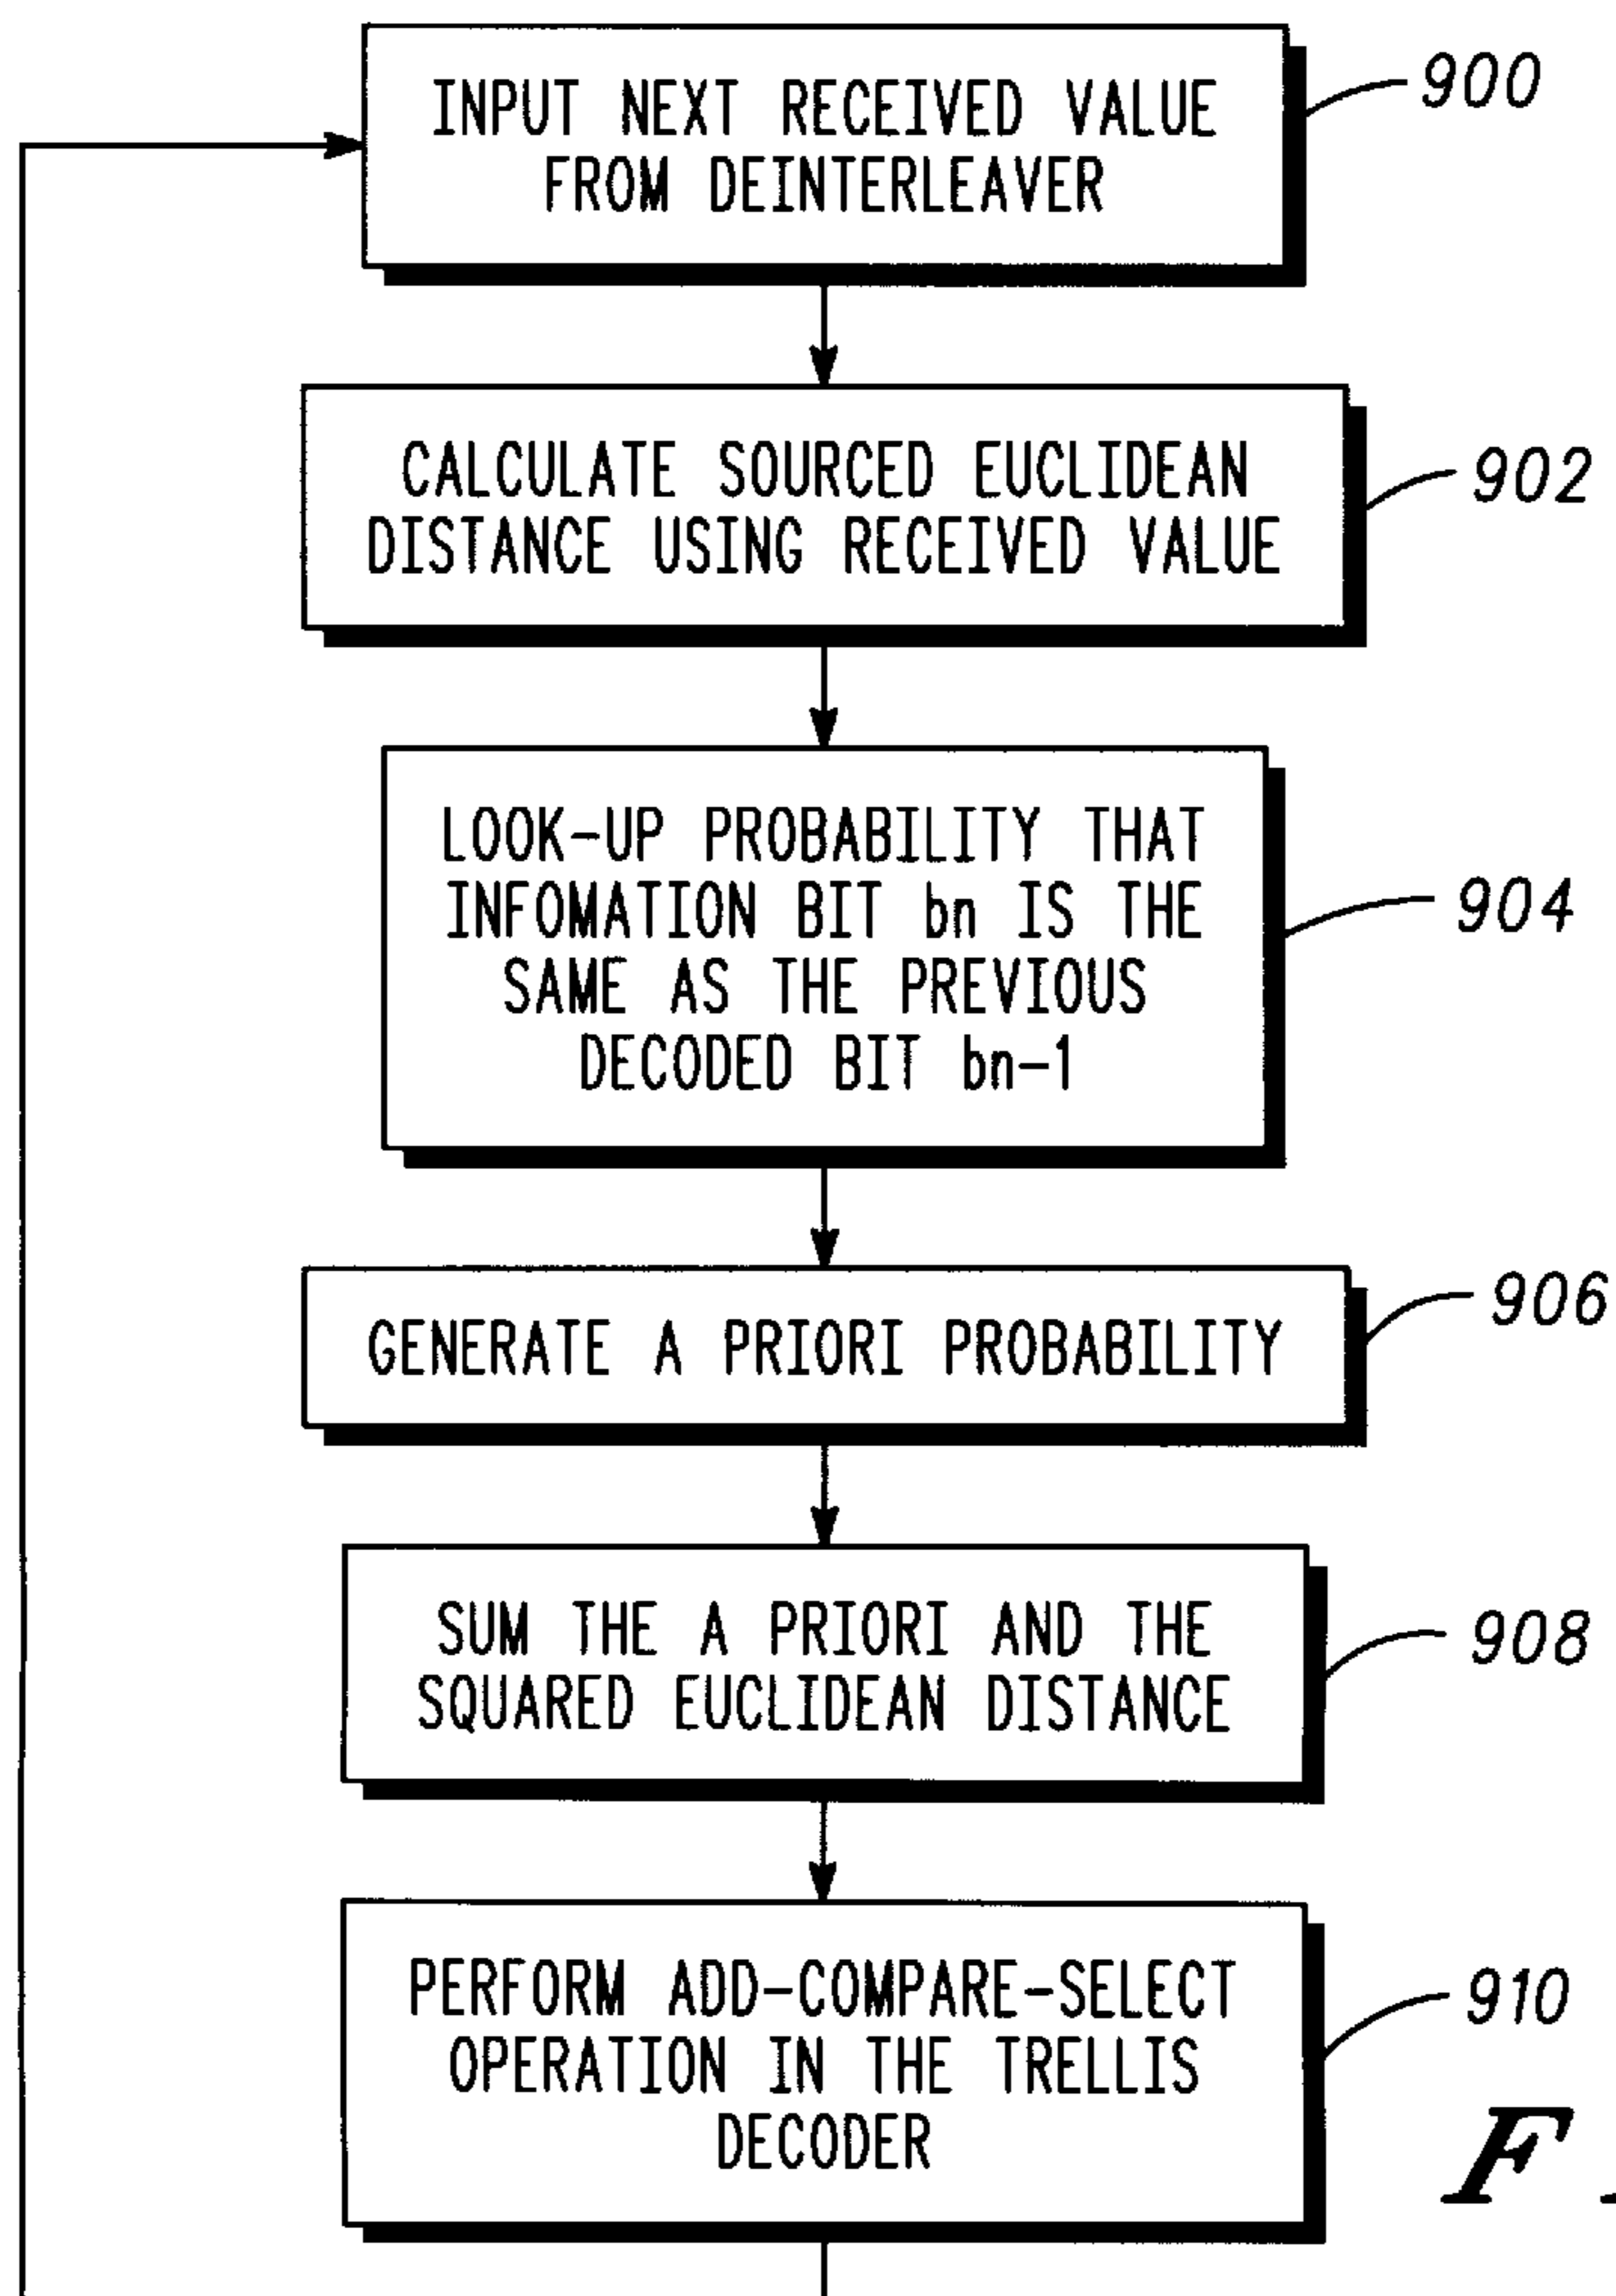 INPUT NEXT RECEIVED VALUE
FROM DEINTERLEAVER
900
CALCULATE SOURCED EUCLIDEAN
DISTANCE USING RECEIVED VALUE
902
LOOK-UP PROBABILITY THAT
INFOMATION BIT bn IS THE
SAME AS THE PREVIOUS
DECODED BIT bn-1
904
GENERATE A PRIORI PROBABILITY
906
SUM THE A PRIORI AND THE
SQUARED EUCLIDEAN DISTANCE
908
PERFORM ADD-COMPARE-SELECT
OPERATION IN THE TRELLIS
DECODER
910
F